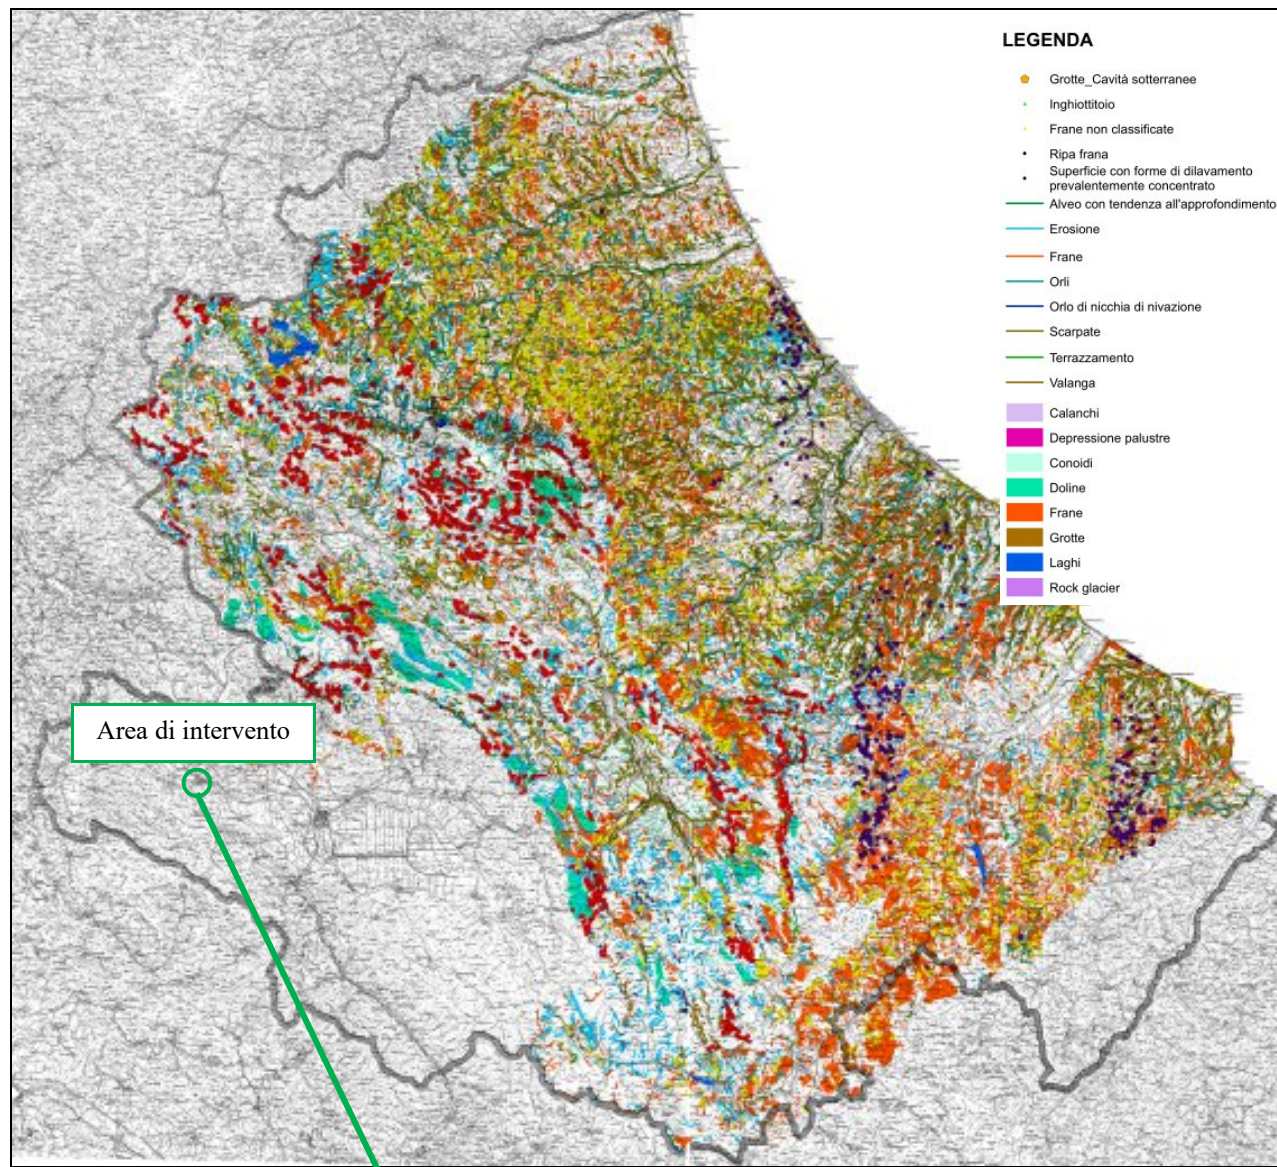 LEGENDA
Grotte_Cavità sotterranee
Inghiottitoio
Frane non classificate
Ripa frana
Superficie con forme di dilavamento
prevalentemente concentrato
Alveo con tendenza all'approfondimento
Erosione
Frane
Orli
Orlo di nicchia di nivazione
Scarpate
Terrazzamento
Valanga
Calanchi
Depressione palustre
Conoidi
Doline
Frane
Grotte
Laghi
Rock glacier
Area di intervento